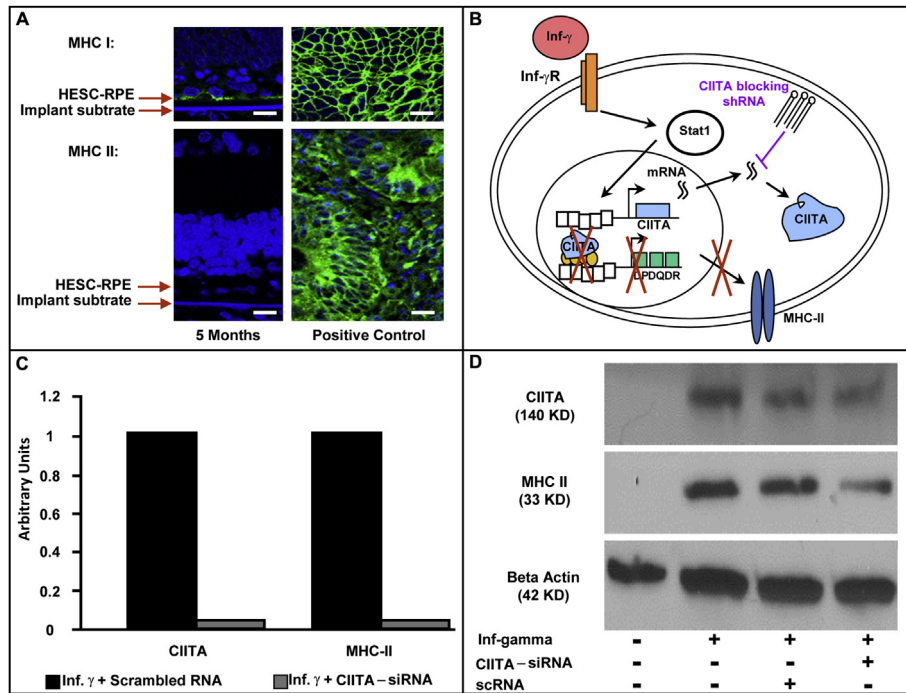 A
MHC I:
HESC-RPE
Implant subtrate
MHC II:
HESC-RPE
Implant subtrate
5 Months
Positive Control
B
Inf-γ
Inf-γR
CIITA blocking
shRNA
Stat1
mRNA
CIITA
CIITA
CIITA
DPDQDR
MHC-II
C
Arbitrary Units
1.2
1
0.8
0.6
0.4
0.2
0
CIITA
MHC-II
Inf. γ + Scrambled RNA
Inf. γ + CIITA – siRNA
D
CIITA
(140 KD)
MHC II
(33 KD)
Beta Actin
(42 KD)
Inf-gamma - + + +
CIITA – siRNA - - - +
scRNA - - + -